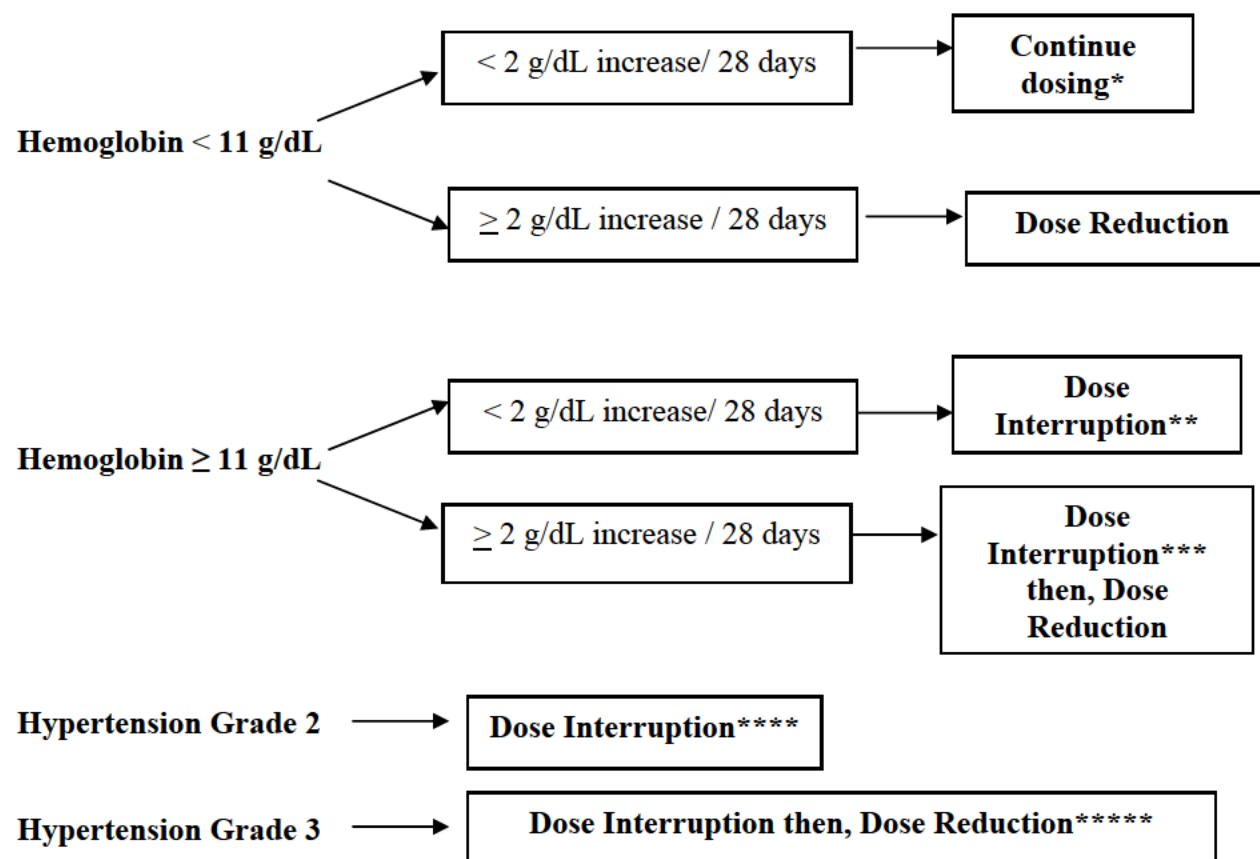 < 2 g/dL increase/ 28 days
Continue
dosing*
Hemoglobin < 11 g/dL
≥ 2 g/dL increase / 28 days
Dose Reduction
< 2 g/dL increase/ 28 days
Dose
Interruption**
Hemoglobin ≥ 11 g/dL
≥ 2 g/dL increase / 28 days
Dose
Interruption***
then, Dose
Reduction
Hypertension Grade 2
Dose Interruption****
Hypertension Grade 3
Dose Interruption then, Dose Reduction*****